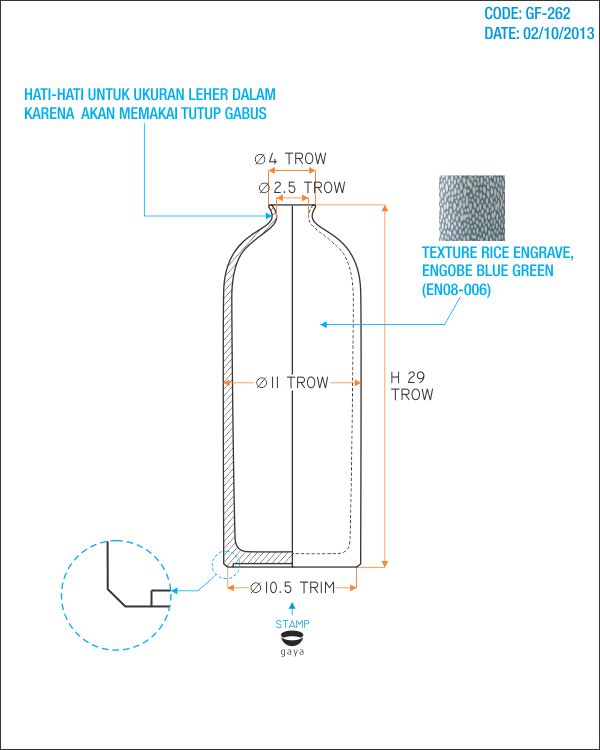 CODE: GF-262
DATE: 02/10/2013
HATI-HATI UNTUK UKURAN LEHER DALAM
KARENA AKAN MEMAKAI TUTUP GABUS
Ø4 TROW
Ø2.5 TROW
TEXTURE RICE ENGRAVE,
ENGOBE BLUE GREEN
(EN08-006)
Ø11 TROW
H 29
TROW
Ø10.5 TRIM
STAMP
gaya